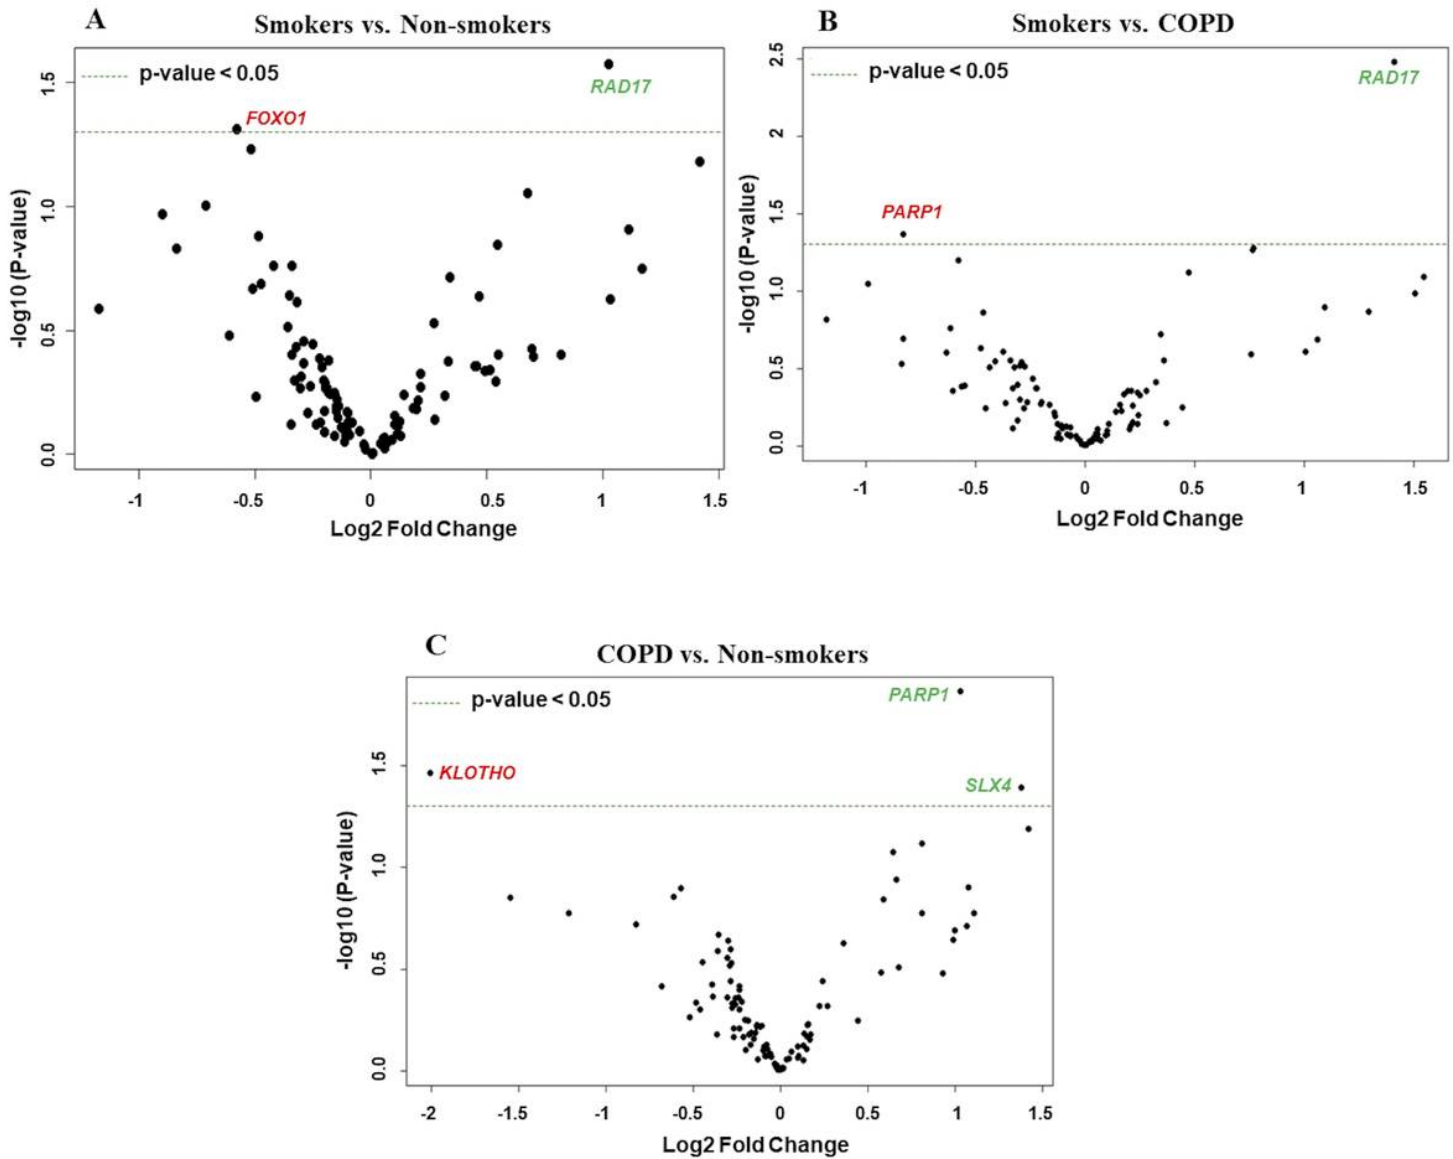 A
Smokers vs. Non-smokers
p-value < 0.05
RAD17
FOXO1
-log10 (P-value)
1.5
1.0
0.5
0.0
-1
-0.5
0
0.5
1
1.5
Log2 Fold Change
B
Smokers vs. COPD
p-value < 0.05
RAD17
PARP1
-log10 (P-value)
2.5
2
1.5
1.0
0.5
0.0
-1
-0.5
0
0.5
1
1.5
Log2 Fold Change
C
COPD vs. Non-smokers
p-value < 0.05
PARP1
KLOTHO
SLX4
-log10 (P-value)
1.5
1.0
0.5
0.0
-2
-1.5
-1
-0.5
0
0.5
1
1.5
Log2 Fold Change